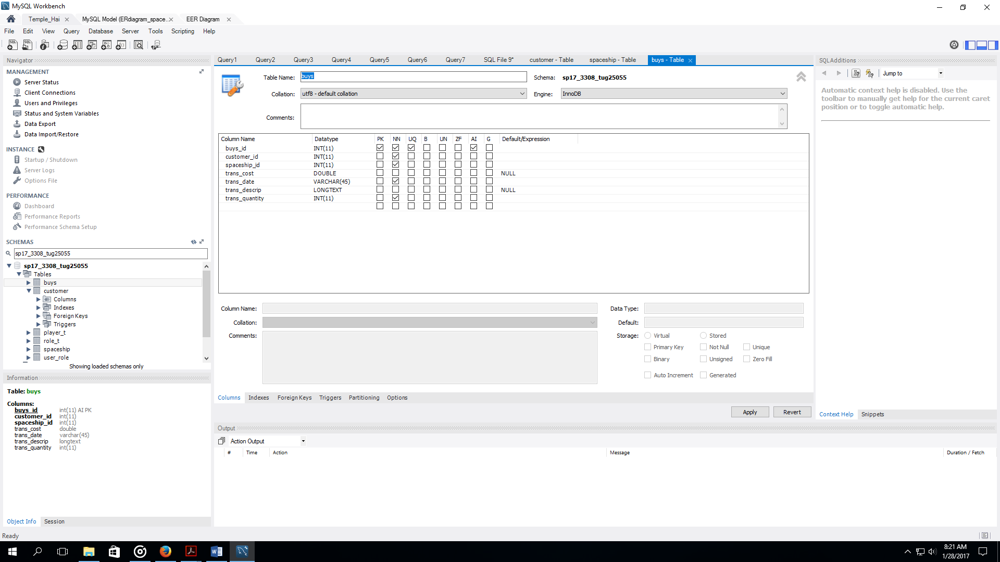 MySQL Workbench
Temple_Hai
MySQL Model (ERdiagram_space..
EER Diagram
File Edit View Query Database Server Tools Scripting Help
Navigator
MANAGEMENT
Server Status
Client Connections
Users and Privileges
Status and System Variables
Data Export
Data Import/Restore
INSTANCE
Startup / Shutdown
Server Logs
Options File
PERFORMANCE
Dashboard
Performance Reports
Performance Schema Setup
SCHEMAS
sp17_3308_tug25055
sp17_3308_tug25055
Tables
buys
customer
Columns
Indexes
Foreign Keys
Triggers
player_t
role_t
spaceship
user_role
Showing loaded schemas only
Information
Table: buys
Columns:
buys_id int(11) AI PK
customer_id int(11)
spaceship_id int(11)
trans_cost double
trans_date varchar(45)
trans_descrip longtext
trans_quantity int(11)
Object Info Session
Query1 Query2 Query3 Query4 Query5 Query6 Query7 SQL File 9* customer - Table spaceship - Table buys - Table
Table Name: buys Schema: sp17_3308_tug25055
Collation: utf8 - default collation Engine: InnoDB
Comments:
Column Name Datatype PK NN UQ B UN ZF AI G Default/Expression
buys_id INT(11)
customer_id INT(11)
spaceship_id INT(11)
trans_cost DOUBLE NULL
trans_date VARCHAR(45)
trans_descrip LONGTEXT NULL
trans_quantity INT(11)
Column Name: Data Type:
Collation: Default:
Comments: Storage: Virtual Stored
Primary Key Not Null Unique
Binary Unsigned Zero Fill
Auto Increment Generated
Columns Indexes Foreign Keys Triggers Partitioning Options
Apply Revert
Output
Action Output
# Time Action Message Duration / Fetch
SQLAdditions
Jump to
Automatic context help is disabled. Use the
toolbar to manually get help for the current caret
position or to toggle automatic help.
Context Help Snippets
Ready
8:21 AM
1/28/2017